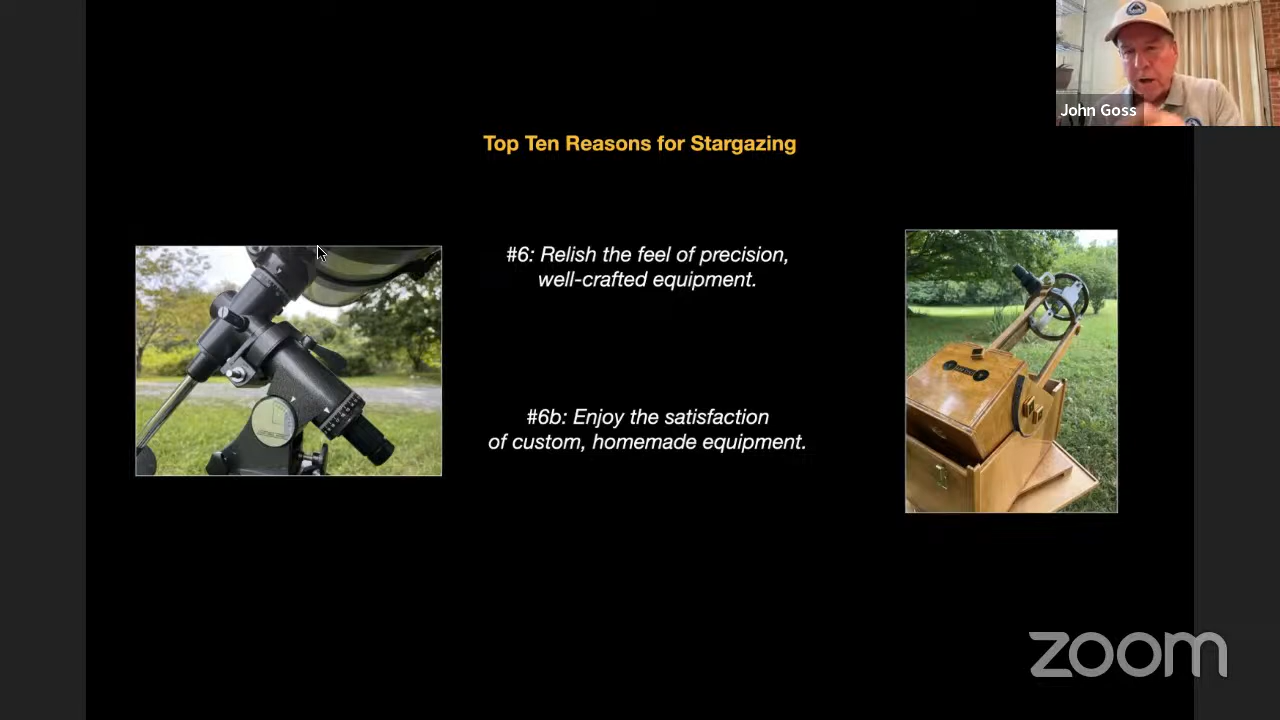 John Goss
Top Ten Reasons for Stargazing
#6: Relish the feel of precision,
well-crafted equipment.
#6b: Enjoy the satisfaction
of custom, homemade equipment.
zoom